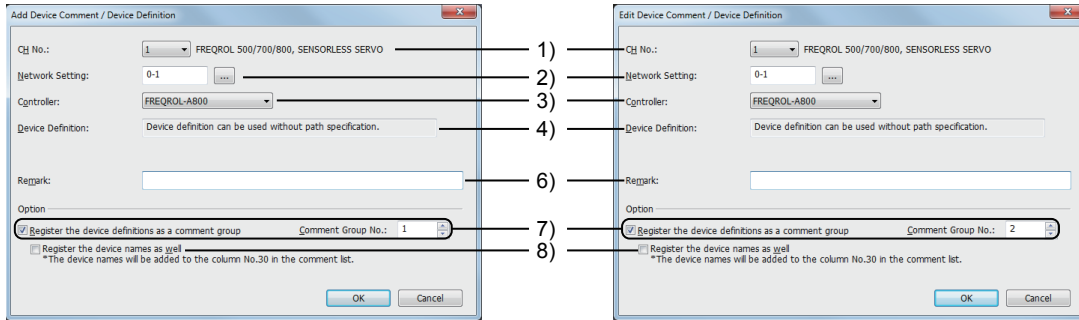 Add Device Comment / Device Definition
CH No.: 1 FREQROL 500/700/800, SENSORLESS SERVO
Network Setting: 0-1 ...
Controller: FREQROL-A800
Device Definition: Device definition can be used without path specification.
Remark:
Option
Register the device definitions as a comment group Comment Group No.: 1
Register the device names as well
*The device names will be added to the column No.30 in the comment list.
OK Cancel
1)
2)
3)
4)
6)
7)
8)
Edit Device Comment / Device Definition
CH No.: 1 FREQROL 500/700/800, SENSORLESS SERVO
Network Setting: 0-1 ...
Controller: FREQROL-A800
Device Definition: Device definition can be used without path specification.
Remark:
Option
Register the device definitions as a comment group Comment Group No.: 2
Register the device names as well
*The device names will be added to the column No.30 in the comment list.
OK Cancel